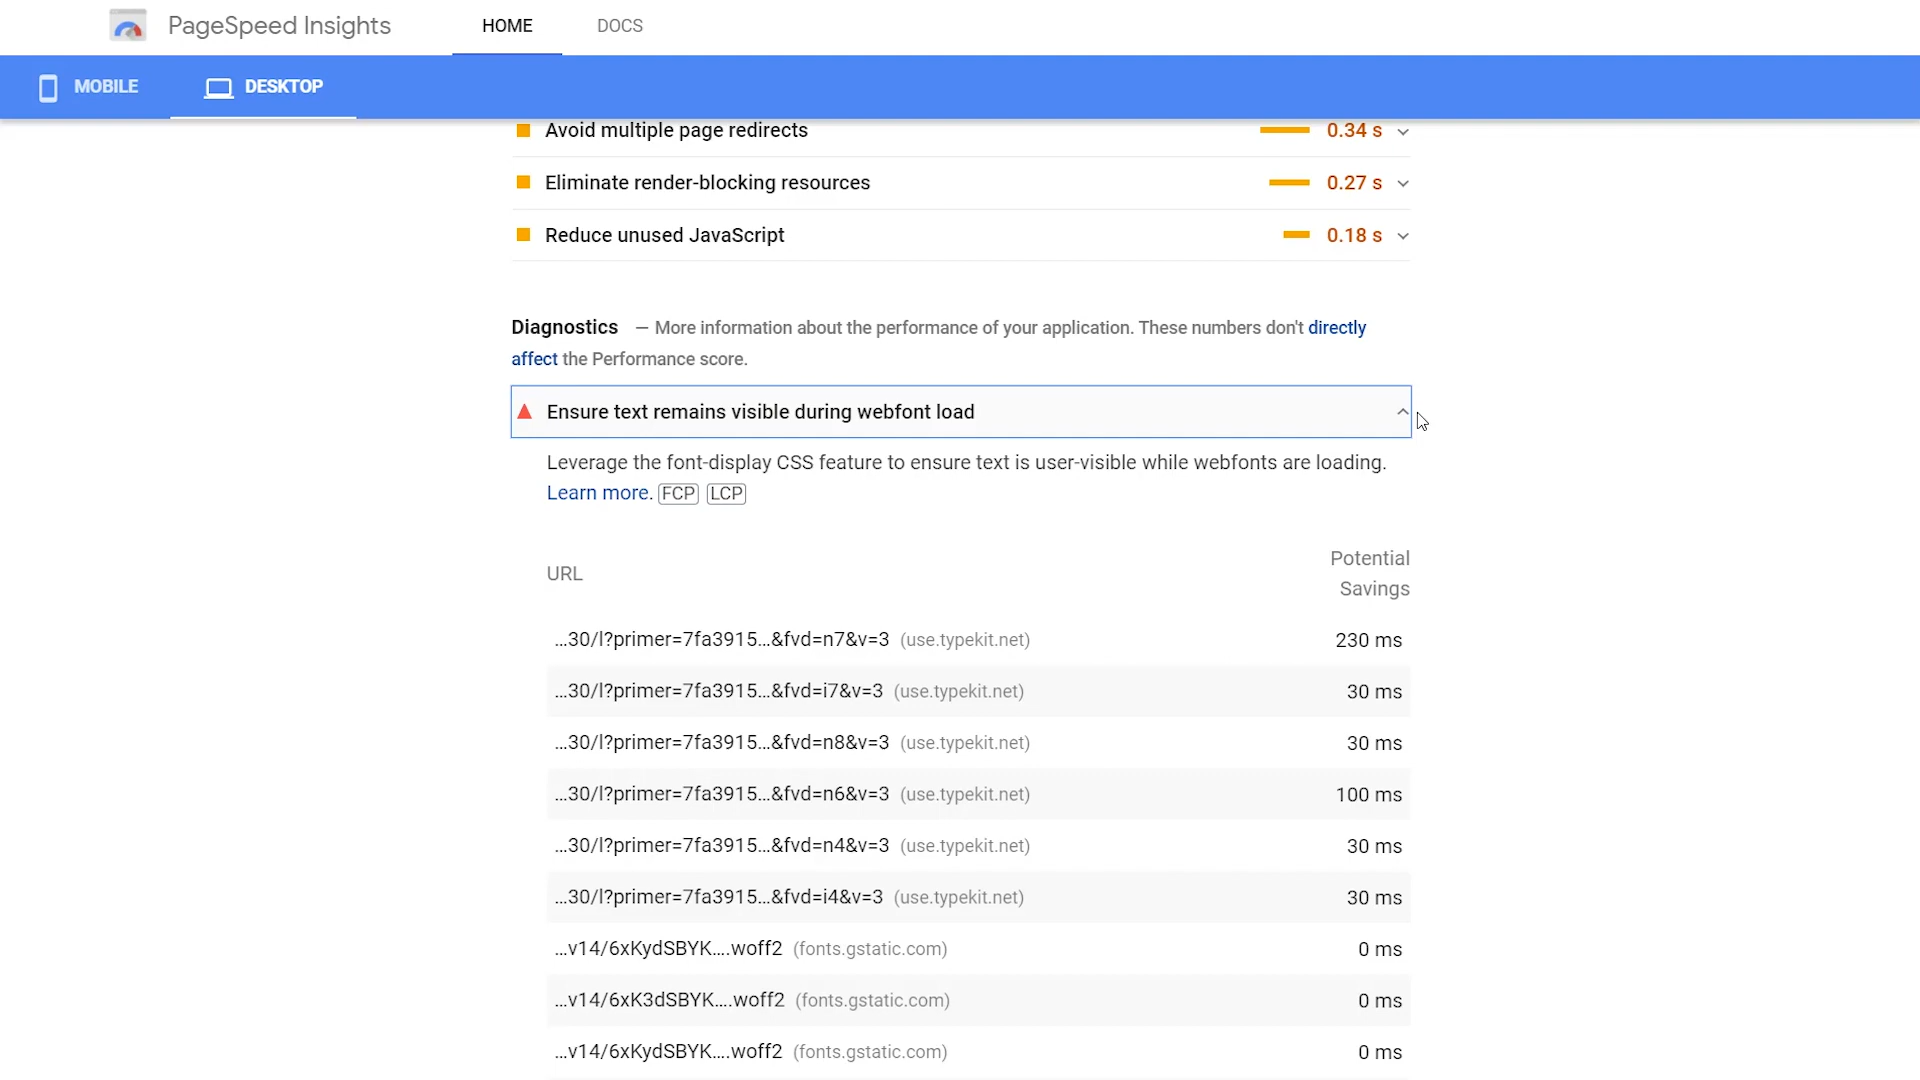 PageSpeed Insights
HOME
DOCS
MOBILE
DESKTOP
Avoid multiple page redirects 0.34 s
Eliminate render-blocking resources 0.27 s
Reduce unused JavaScript 0.18 s
Diagnostics — More information about the performance of your application. These numbers don't directly
affect the Performance score.
Ensure text remains visible during webfont load
Leverage the font-display CSS feature to ensure text is user-visible while webfonts are loading.
Learn more. FCP LCP
URL
Potential
Savings
…30/l?primer=7fa3915…&fvd=n7&v=3 (use.typekit.net) 230 ms
…30/l?primer=7fa3915…&fvd=i7&v=3 (use.typekit.net) 30 ms
…30/l?primer=7fa3915…&fvd=n8&v=3 (use.typekit.net) 30 ms
…30/l?primer=7fa3915…&fvd=n6&v=3 (use.typekit.net) 100 ms
…30/l?primer=7fa3915…&fvd=n4&v=3 (use.typekit.net) 30 ms
…30/l?primer=7fa3915…&fvd=i4&v=3 (use.typekit.net) 30 ms
…v14/6xKydSBYK….woff2 (fonts.gstatic.com) 0 ms
…v14/6xK3dSBYK….woff2 (fonts.gstatic.com) 0 ms
…v14/6xKydSBYK….woff2 (fonts.gstatic.com) 0 ms